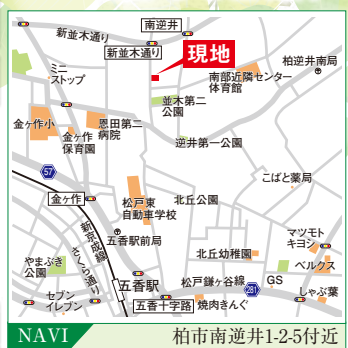 南逆井
新並木通り
新並木通り
現地
柏逆井南局
ミニ
ストップ
南部近隣センター
体育館
並木第二
公園
金ヶ作小
恩田第二
病院
金ヶ作
保育園
逆井第一公園
57
こばと薬局
金ヶ作
松戸東
自動車学校
北丘公園
新京成線
さくら通り
五香駅前局
マツモト
キヨシ
北丘幼稚園
やまぶき
公園
ベルクス
五香駅
松戸鎌ヶ谷線
GS
281
セブン
イレブン
五香十字路
焼肉きんぐ
しゃぶ葉
NAVI
柏市南逆井1-2-5付近